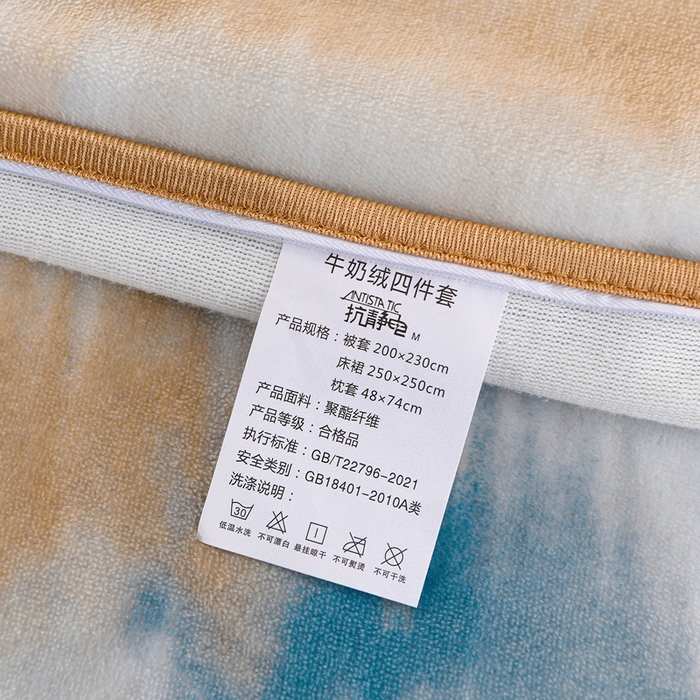 牛奶绒四件套
ANTISTATIC
抗静电 M
产品规格：被套 200×230cm
床裙 250×250cm
枕套 48×74cm
产品面料：聚酯纤维
产品等级：合格品
执行标准：GB/T22796-2021
安全类别：GB18401-2010A类
洗涤说明：
30
低温水洗 不可漂白 悬挂晾干 不可熨烫 不可干洗